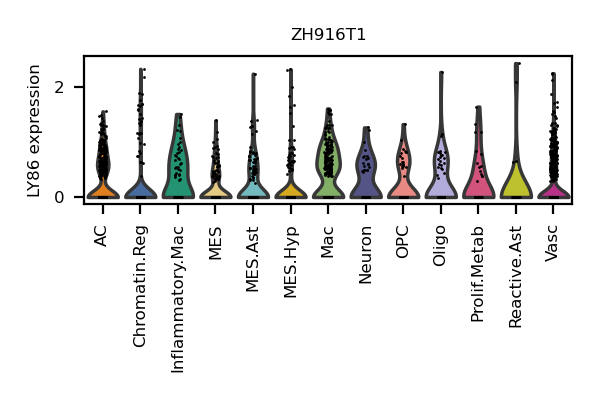 ZH916T1
LY86 expression
2
0
AC
Chromatin.Reg
Inflammatory.Mac
MES
MES.Ast
MES.Hyp
Mac
Neuron
OPC
Oligo
Prolif.Metab
Reactive.Ast
Vasc